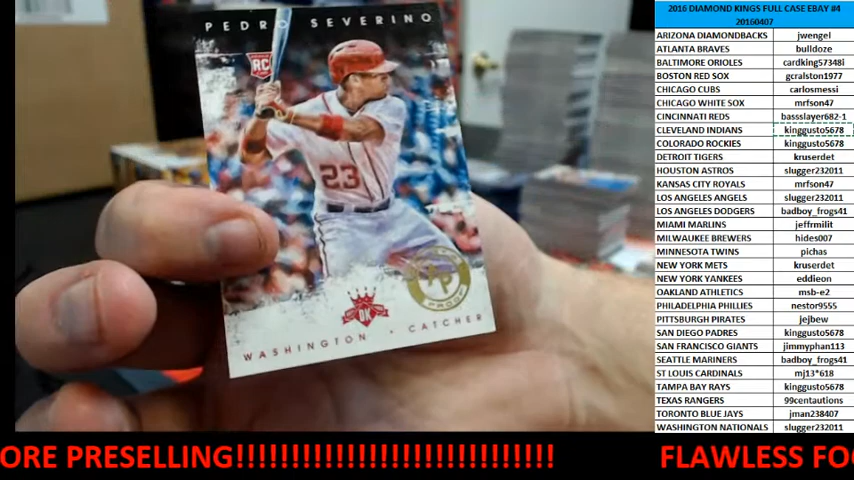 PEDRO SEVERINO
RC
23
AP
PROOF
DK
WASHINGTON • CATCHER
2016 DIAMOND KINGS FULL CASE EBAY #4
20160407
ARIZONA DIAMONDBACKS jwengel
ATLANTA BRAVES bulldoze
BALTIMORE ORIOLES cardking57348i
BOSTON RED SOX gcralston1977
CHICAGO CUBS carlosmessi
CHICAGO WHITE SOX mrfson47
CINCINNATI REDS bassslayer682-1
CLEVELAND INDIANS kinggusto5678
COLORADO ROCKIES kinggusto5678
DETROIT TIGERS kruserdet
HOUSTON ASTROS slugger232011
KANSAS CITY ROYALS mrfson47
LOS ANGELES ANGELS slugger232011
LOS ANGELES DODGERS badboy_frogs41
MIAMI MARLINS jeffrmilit
MILWAUKEE BREWERS hides007
MINNESOTA TWINS pichas
NEW YORK METS kruserdet
NEW YORK YANKEES eddieon
OAKLAND ATHLETICS msb-e2
PHILADELPHIA PHILLIES nestor9555
PITTSBURGH PIRATES jejbew
SAN DIEGO PADRES kinggusto5678
SAN FRANCISCO GIANTS jimmyphan113
SEATTLE MARINERS badboy_frogs41
ST LOUIS CARDINALS mj13*618
TAMPA BAY RAYS kinggusto5678
TEXAS RANGERS 99centautions
TORONTO BLUE JAYS jman238407
WASHINGTON NATIONALS slugger232011
ORE PRESELLING!!!!!!!!!!!!!!!!!!!!!!!!!!!!!! FLAWLESS FO